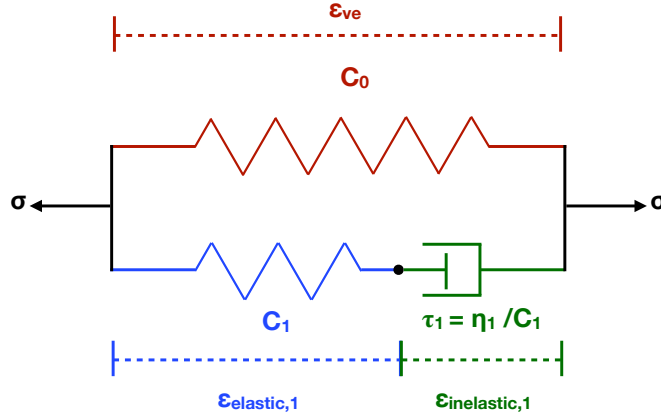 εve
C0
σ
σ
C1
τ1 = η1 /C1
εelastic,1
εinelastic,1